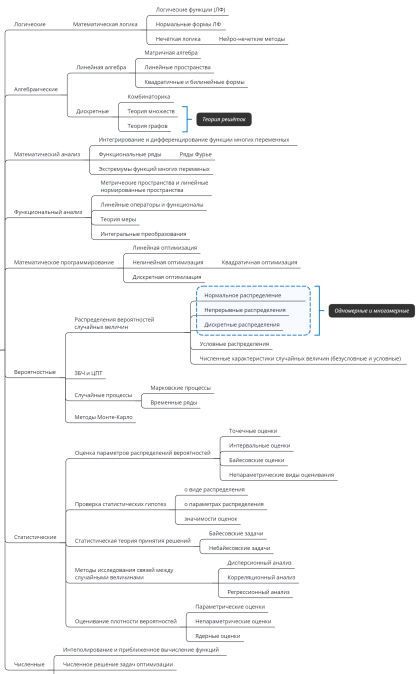 Логические функции (ЛФ)
Логические
Математическая логика
Нормальные формы ЛФ
Нечёткая логика
Нейро-нечеткие методы
Матричная алгебра
Линейная алгебра
Линейные пространства
Квадратичные и билинейные формы
Алгебраические
Комбинаторика
Дискретные
Теория множеств
Теория решёток
Теория графов
Интегрирование и дифференцирование функции многих переменных
Математический анализ
Функциональные ряды
Ряды Фурье
Экстремумы функций многих переменных
Метрические пространства и линейные
нормированные пространства
Функциональный анализ
Линейные операторы и функционалы
Теория меры
Интегральные преобразования
Линейная оптимизация
Математическое программирование
Нелинейная оптимизация
Квадратичная оптимизация
Дискретная оптимизация
Нормальное распределение
Непрерывные распределения
Одномерные и многомерные
Дискретные распределения
Распределения вероятностей
случайных величин
Условные распределения
Численные характеристики случайных величин (безусловные и условные)
Вероятностные
ЗБЧ и ЦПТ
Марковские процессы
Случайные процессы
Временные ряды
Методы Монте-Карло
Точечные оценки
Интервальные оценки
Оценка параметров распределений вероятностей
Байесовские оценки
Непараметрические виды оценивания
о виде распределения
Проверка статистических гипотез
о параметрах распределения
значимости оценок
Статистические
Байесовские задачи
Статистическая теория принятия решений
Небайесовские задачи
Дисперсионный анализ
Методы исследования связей между
случайными величинами
Корреляционный анализ
Регрессионный анализ
Параметрические оценки
Оценивание плотности вероятностей
Непараметрические оценки
Ядерные оценки
Интеполирование и приближенное вычисление функций
Численные
Численное решение задач оптимизации